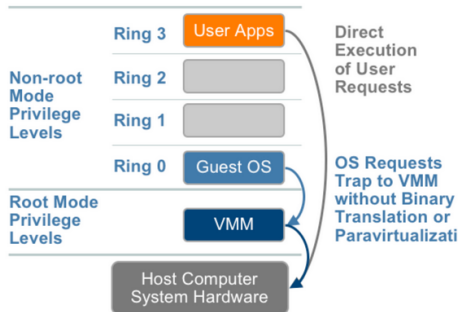 Ring 3
User Apps
Direct
Execution
of User
Requests
Non-root
Mode
Privilege
Levels
Ring 2
Ring 1
Ring 0
Guest OS
OS Requests
Trap to VMM
without Binary
Translation or
Paravirtualizati
Root Mode
Privilege
Levels
VMM
Host Computer
System Hardware